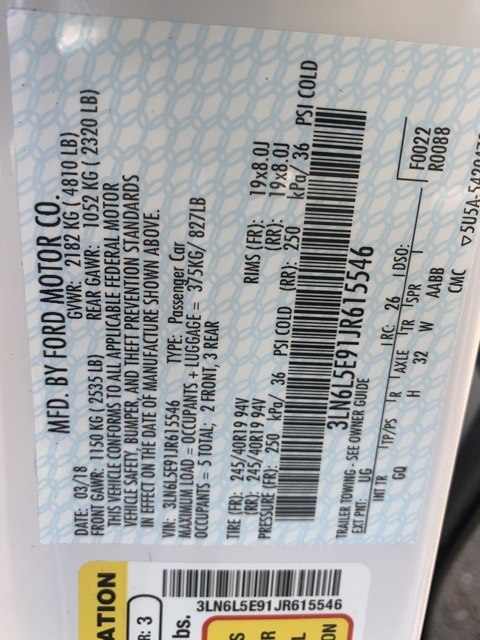 MFD. BY FORD MOTOR CO.
DATE: 03/18 GVWR: 2182 KG ( 4810 LB)
FRONT GAWR: 1150 KG (2535 LB) REAR GAWR: 1052 KG ( 2320 LB)
THIS VEHICLE CONFORMS TO ALL APPLICABLE FEDERAL MOTOR
VEHICLE SAFETY, BUMPER, AND THEFT PREVENTION STANDARDS
IN EFFECT ON THE DATE OF MANUFACTURE SHOWN ABOVE.
VIN: 3LN6L5E91JR615546 TYPE: Passenger Car
MAXIMUM LOAD = OCCUPANTS + LUGGAGE = 375KG/ 827LB
OCCUPANTS = 5 TOTAL; 2 FRONT, 3 REAR
TIRE (FR): 245/40R19 94V RIMS (FR): 19x8.0J
(RR): 245/40R19 94V (RR): 19x8.0J
PRESSURE (FR): 250 kPa/ 36 PSI COLD (RR): 250 kPa/ 36 PSI COLD
3LN6L5E91JR615546
TRAILER TOWING - SEE OWNER GUIDE
EXT PNT: UG RC: 26 DSO: F0022
INT TR TP/PS R AXLE TR SPR R0088
GQ H 32 W AABB
CMC ▽5U5A-
ATION
R: 3
bs.
3LN6L5E91JR615546
S
R
L
ON